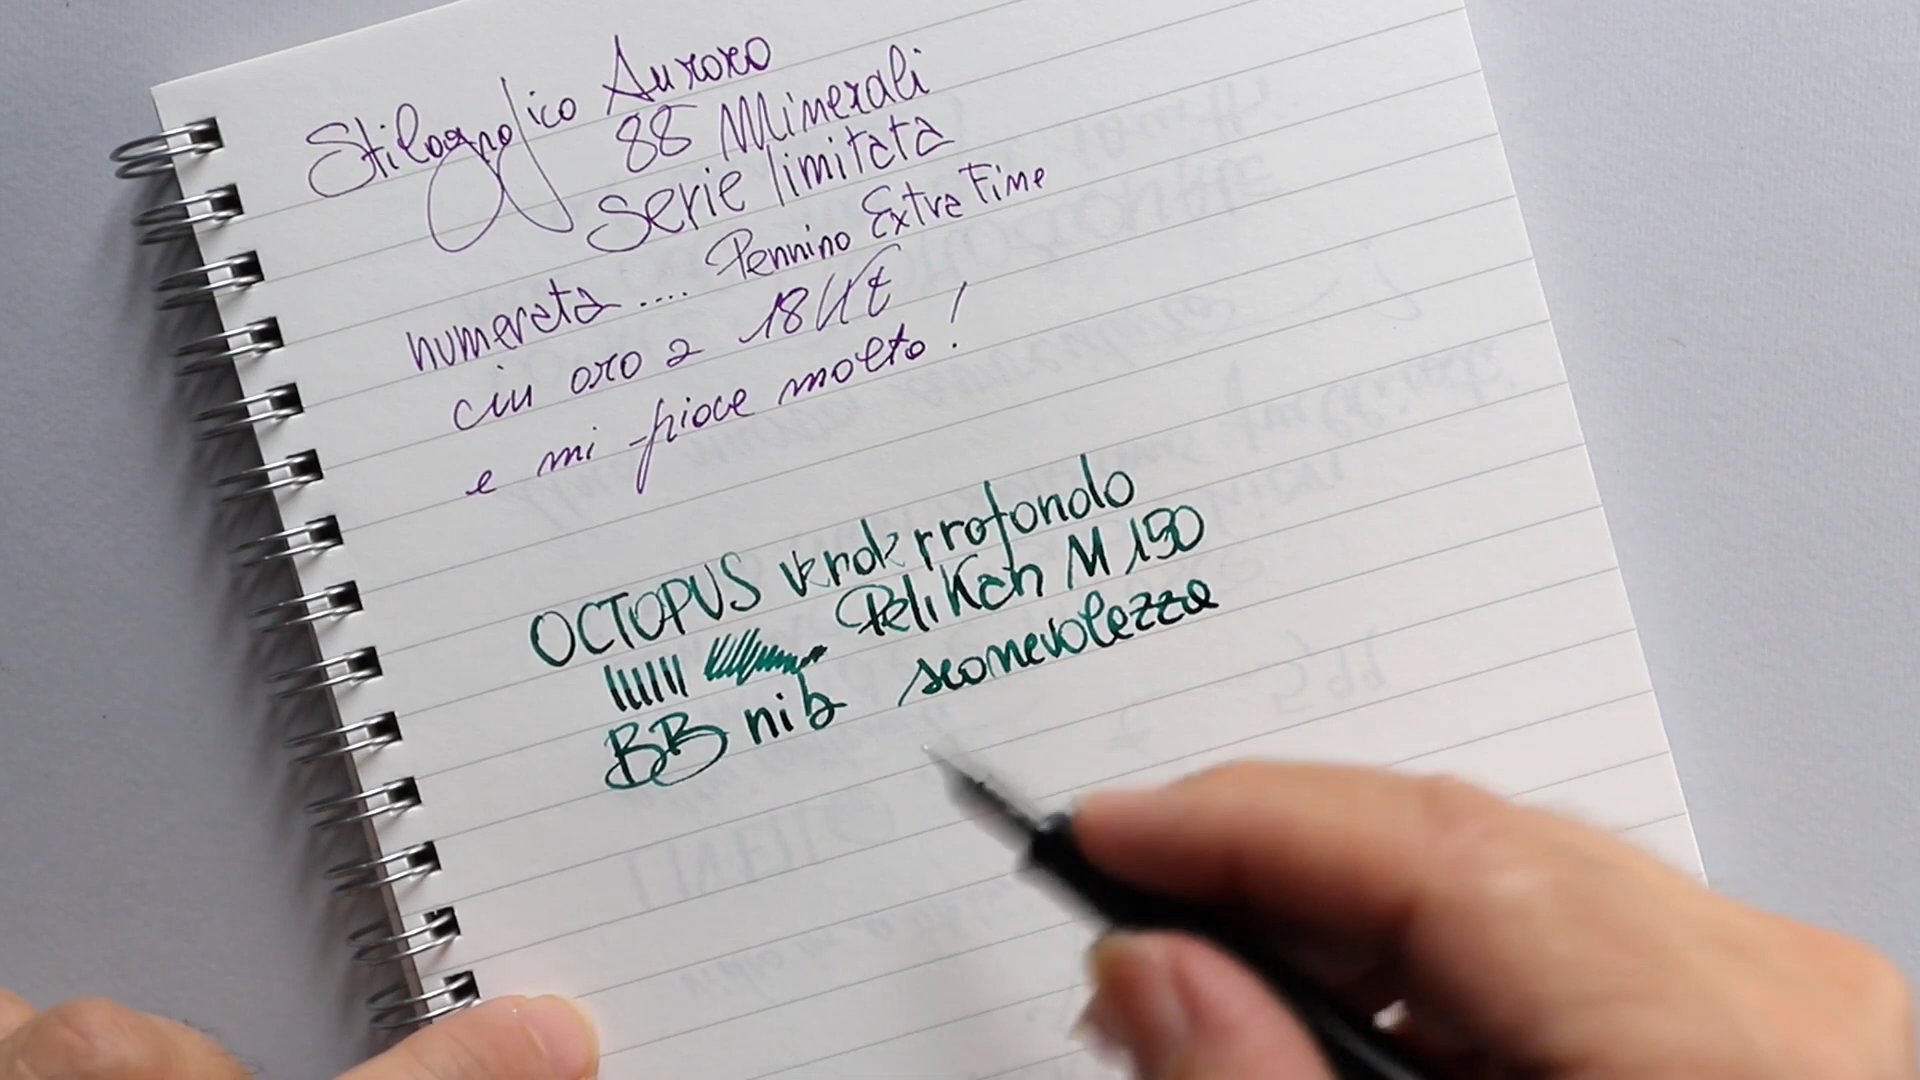 Stilografico Aurora
88 Minerali
serie limitata
numerata .... Pennino Extra Fine
in oro a 18Kt
e mi piace molto!
OCTOPUS verde profondo
Pelikan M 150
BB nib scorrevolezza